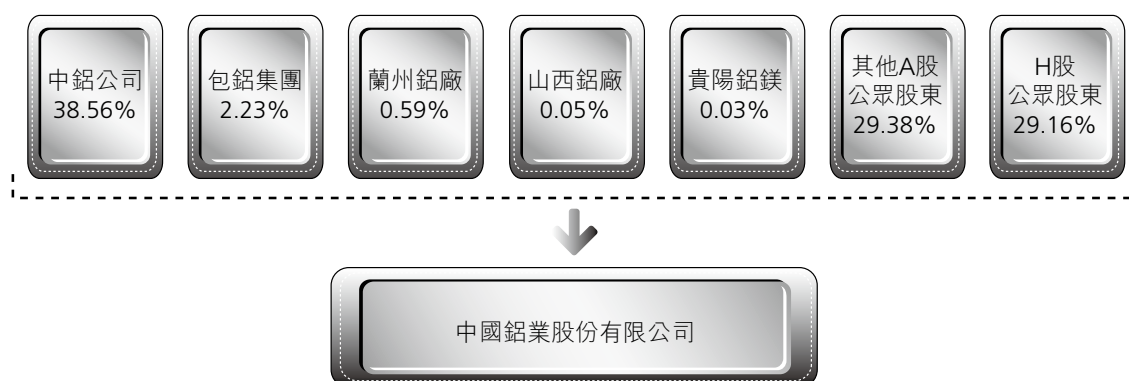 中鋁公司
38.56%
包鋁集團
2.23%
蘭州鋁廠
0.59%
山西鋁廠
0.05%
貴陽鋁鎂
0.03%
其他A股
公眾股東
29.38%
H股
公眾股東
29.16%
中國鋁業股份有限公司